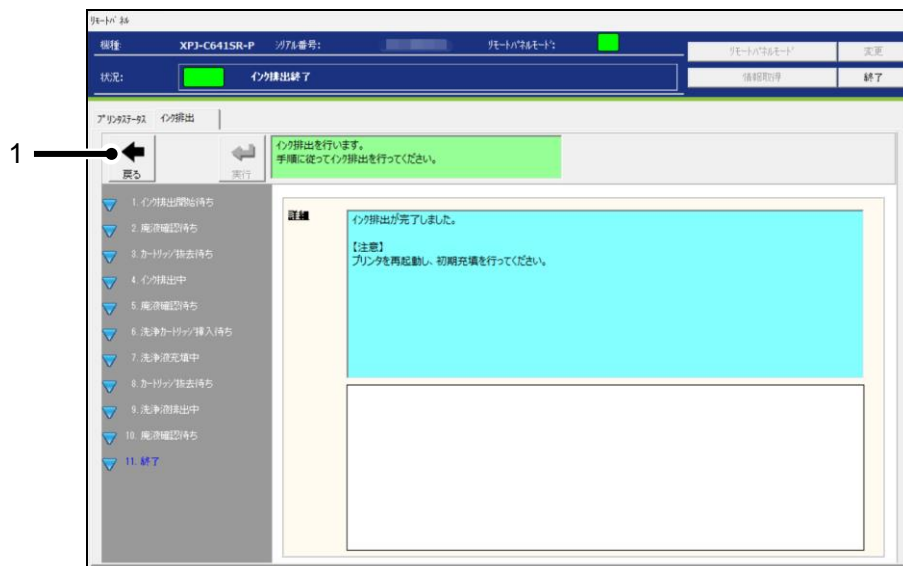 リモートパネル
機種: XPJ-C641SR-P シリアル番号: リモートパネルモード:
リモートパネルモード 変更
状況: インク排出終了
情報取得 終了
プリンタステータス インク排出
1
戻る 実行
インク排出を行います。
手順に従ってインク排出を行ってください。
1. インク排出開始待ち
2. 廃液確認待ち
3. カートリッジ抜去待ち
4. インク排出中
5. 廃液確認待ち
6. 洗浄カートリッジ挿入待ち
7. 洗浄液充填中
8. カートリッジ抜去待ち
9. 洗浄液排出中
10. 廃液確認待ち
11. 終了
詳細
インク排出が完了しました。
【注意】
プリンタを再起動し、初期充填を行ってください。